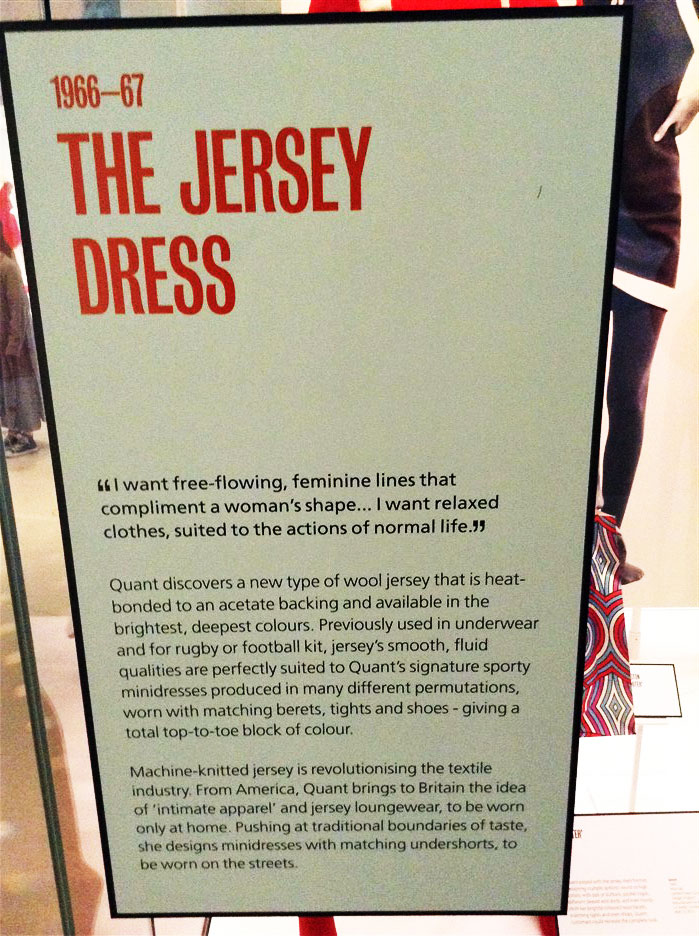 1966–67
THE JERSEY
DRESS
“I want free-flowing, feminine lines that
compliment a woman's shape... I want relaxed
clothes, suited to the actions of normal life.”
Quant discovers a new type of wool jersey that is heat-
bonded to an acetate backing and available in the
brightest, deepest colours. Previously used in underwear
and for rugby or football kit, jersey's smooth, fluid
qualities are perfectly suited to Quant's signature sporty
minidresses produced in many different permutations,
worn with matching berets, tights and shoes - giving a
total top-to-toe block of colour.
Machine-knitted jersey is revolutionising the textile
industry. From America, Quant brings to Britain the idea
of 'intimate apparel' and jersey loungewear, to be worn
only at home. Pushing at traditional boundaries of taste,
she designs minidresses with matching undershorts, to
be worn on the streets.